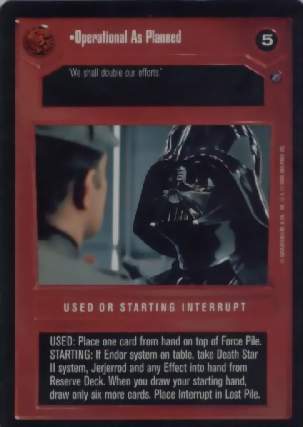 •Operational As Planned
5
'We shall double our efforts."
USED OR STARTING INTERRUPT
USED: Place one card from hand on top of Force Pile.
STARTING: If Endor system on table, take Death Star
II system, Jerjerrod and any Effect into hand from
Reserve Deck. When you draw your starting hand,
draw only six more cards. Place Interrupt in Lost Pile.